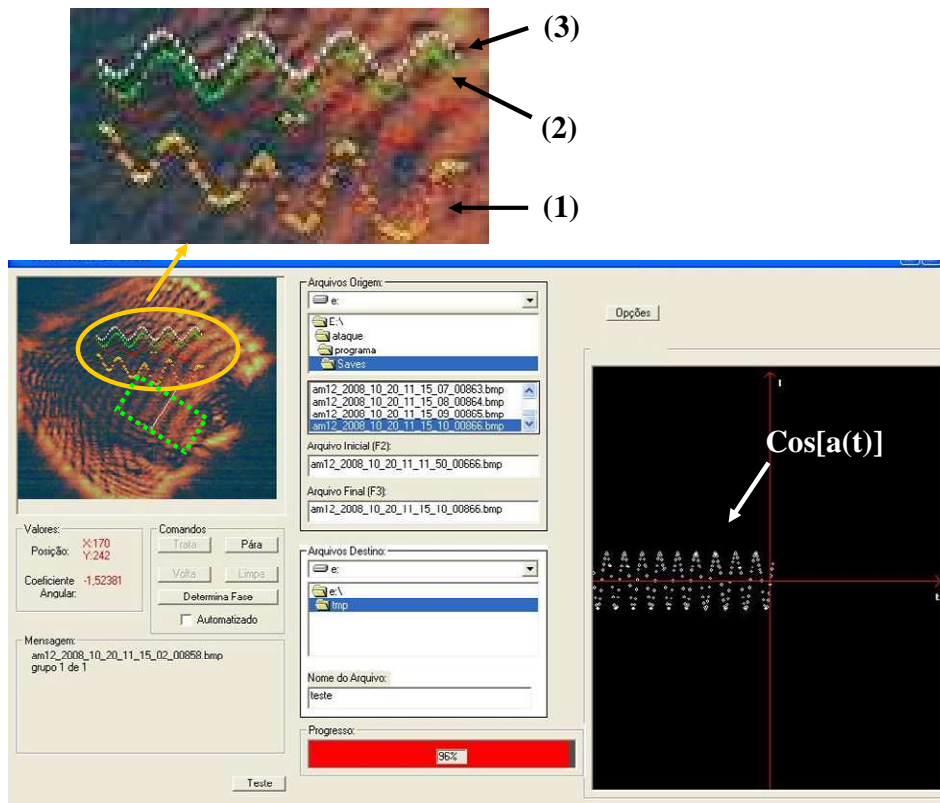 (3)
(2)
(1)
Arquivos Origem:
e:
E:\
ataque
programa
Saves
am12_2008_10_20_11_15_07_00863.bmp
am12_2008_10_20_11_15_08_00864.bmp
am12_2008_10_20_11_15_09_00865.bmp
am12_2008_10_20_11_15_10_00866.bmp
Arquivo Inicial (F2):
am12_2008_10_20_11_11_50_00666.bmp
Arquivo Final (F3):
am12_2008_10_20_11_15_10_00866.bmp
Valores:
Posição: X:170
Y:242
Coeficiente -1,52381
Angular:
Comandos
Trata Pára
Volta Limpa
Determina Fase
Automatizado
Mensagem:
am12_2008_10_20_11_15_02_00858.bmp
grupo 1 de 1
Arquivos Destino:
e:
e:\
tmp
Nome do Arquivo:
teste
Progresso:
96%
Teste
Opções
I
Cos[a(t)]
t